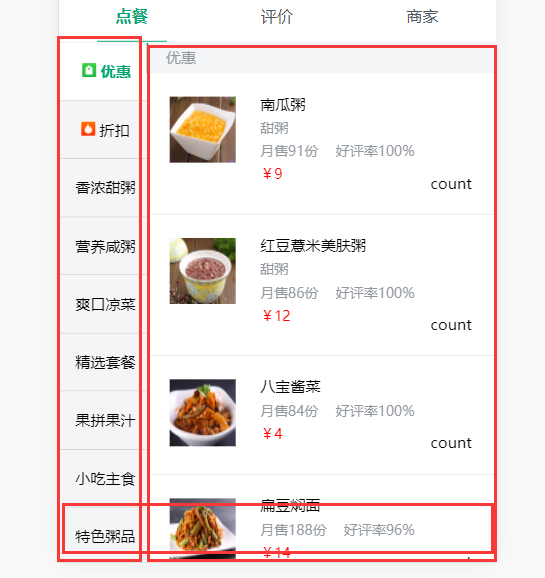 点餐 评价 商家
优惠
折扣
香浓甜粥
营养咸粥
爽口凉菜
精选套餐
果拼果汁
小吃主食
特色粥品
优惠
南瓜粥
甜粥
月售91份 好评率100%
￥9
count
红豆薏米美肤粥
甜粥
月售86份 好评率100%
￥12
count
八宝酱菜
月售84份 好评率100%
￥4
count
扁豆焖面
月售188份 好评率96%
￥14